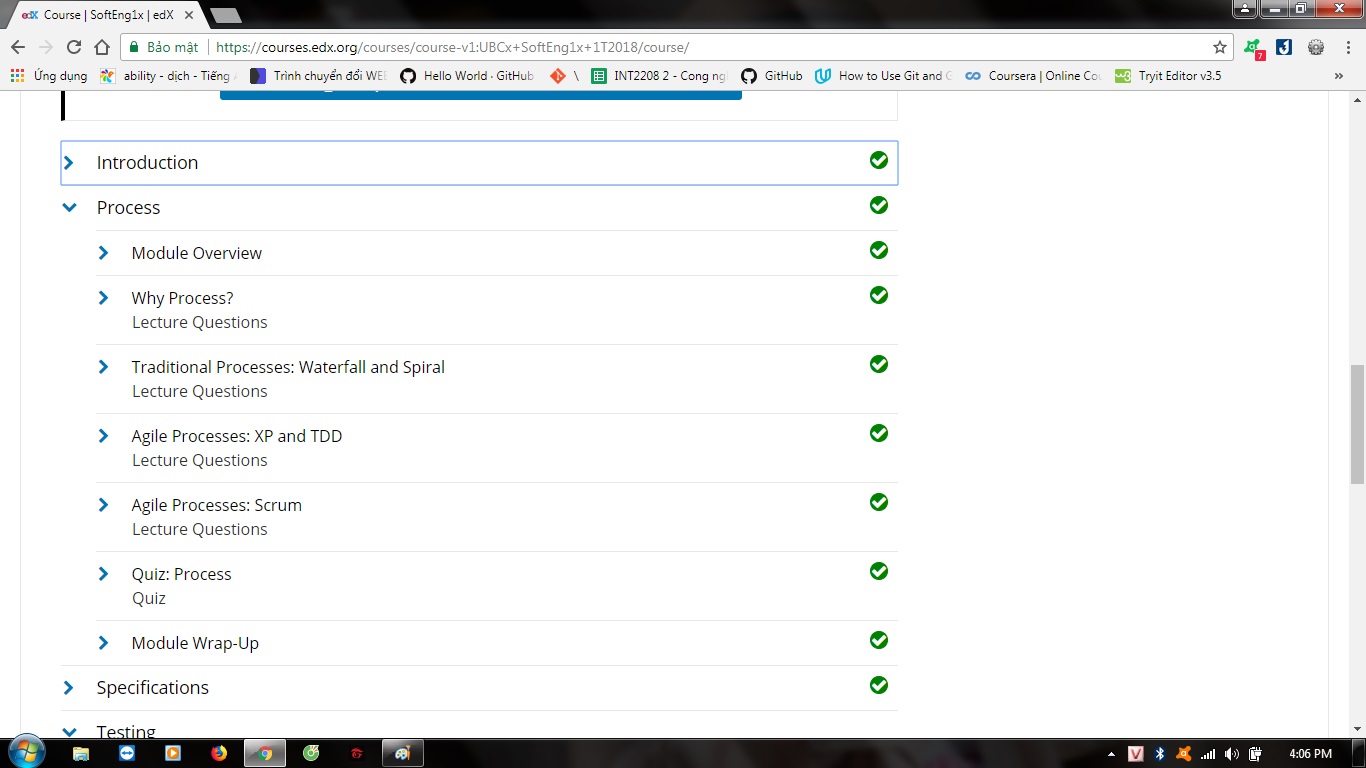 edX Course | SoftEng1x | edX
Bảo mật https://courses.edx.org/courses/course-v1:UBCx+SoftEng1x+1T2018/course/
7
Ứng dụng ability - dịch - Tiếng Trình chuyển đổi WEB Hello World · GitHub \ INT2208 2 - Cong ng GitHub How to Use Git and G Coursera | Online Cou Tryit Editor v3.5 »
Introduction
Process
Module Overview
Why Process?
Lecture Questions
Traditional Processes: Waterfall and Spiral
Lecture Questions
Agile Processes: XP and TDD
Lecture Questions
Agile Processes: Scrum
Lecture Questions
Quiz: Process
Quiz
Module Wrap-Up
Specifications
Testing
V
4:06 PM